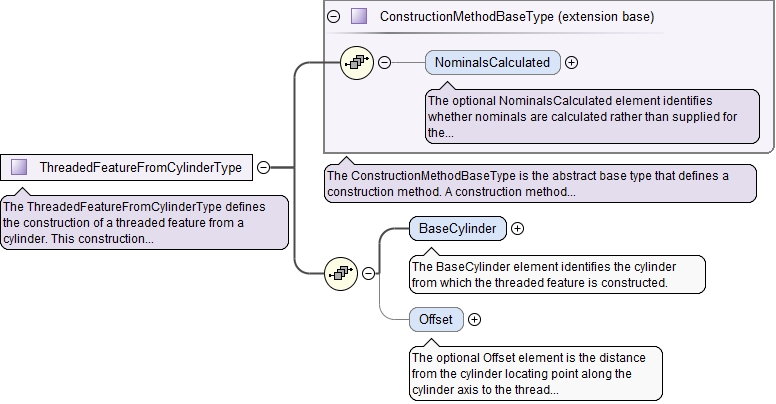 ConstructionMethodBaseType (extension base)
NominalsCalculated
The optional NominalsCalculated element identifies
whether nominals are calculated rather than supplied for
the...
ThreadedFeatureFromCylinderType
The ThreadedFeatureFromCylinderType defines
the construction of a threaded feature from a
cylinder. This construction...
The ConstructionMethodBaseType is the abstract base type that defines a
construction method. A construction method...
BaseCylinder
The BaseCylinder element identifies the cylinder
from which the threaded feature is constructed.
Offset
The optional Offset element is the distance
from the cylinder locating point along the
cylinder axis to the thread...